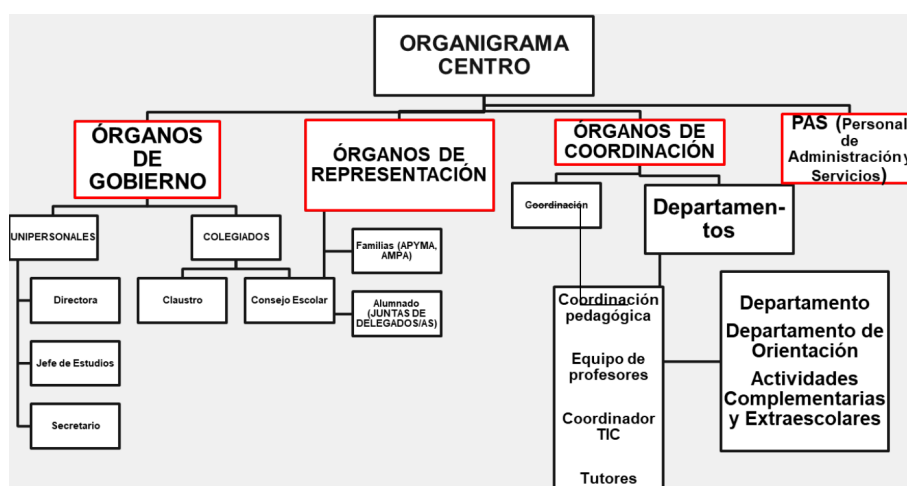 ORGANIGRAMA
CENTRO
ÓRGANOS
DE
GOBIERNO
ÓRGANOS DE
REPRESENTACIÓN
ÓRGANOS DE
COORDINACIÓN
PAS (Personal
de
Administración y
Servicios)
UNIPERSONALES
COLEGIADOS
Directora
Jefe de Estudios
Secretario
Claustro
Consejo Escolar
Familias (APYMA,
AMPA)
Alumnado
(JUNTAS DE
DELEGADOS/AS)
Coordinación
Departamen-
tos
Coordinación
pedagógica
Equipo de
profesores
Coordinador
TIC
Tutores
Departamento
Departamento de
Orientación
Actividades
Complementarias
y Extraescolares